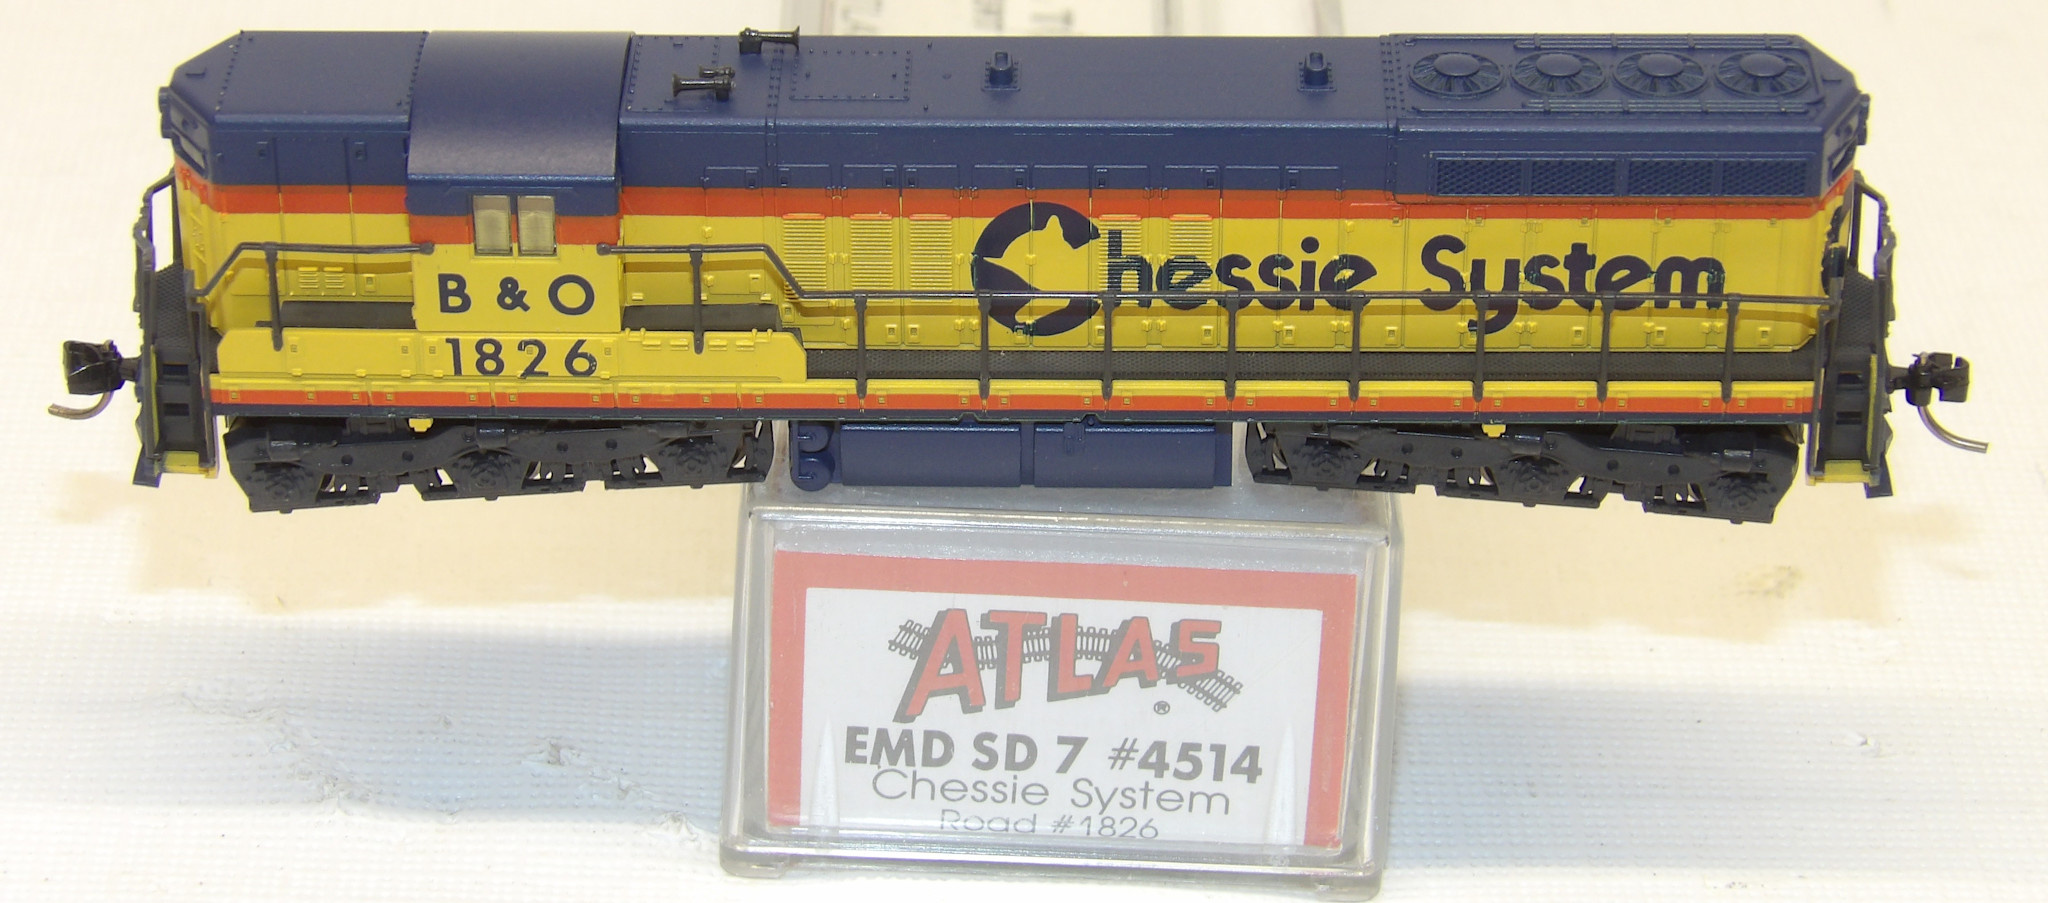 Chessie System
B & O
1826
ATLAS®
EMD SD 7 #4514
Chessie System
Road #1826